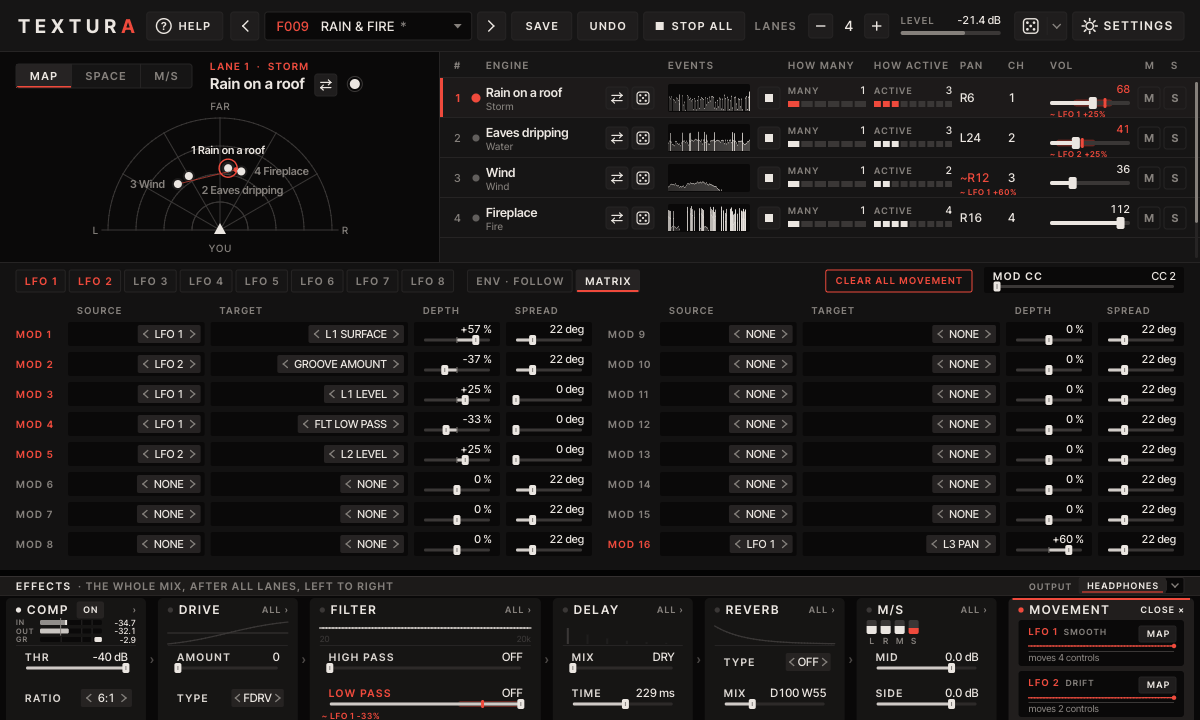 TEXTURA
HELP
F009 RAIN & FIRE *
SAVE
UNDO
STOP ALL
LANES
4
LEVEL -21.4 dB
SETTINGS
MAP SPACE M/S
LANE 1 · STORM
Rain on a roof
FAR
1 Rain on a roof
3 Wind
4 Fireplace
2 Eaves dripping
L
R
YOU
# ENGINE EVENTS HOW MANY HOW ACTIVE PAN CH VOL M S
1 Rain on a roof MANY 1 ACTIVE 3 R6 1 68 M S
Storm
~ LFO 1 +25%
2 Eaves dripping MANY 1 ACTIVE 3 L24 2 41 M S
Water
~ LFO 2 +25%
3 Wind MANY 1 ACTIVE 2 ~R12 3 36 M S
Wind
~ LFO 1 +60%
4 Fireplace MANY 1 ACTIVE 4 R16 4 112 M S
Fire
LFO 1 LFO 2 LFO 3 LFO 4 LFO 5 LFO 6 LFO 7 LFO 8 ENV · FOLLOW MATRIX
CLEAR ALL MOVEMENT
MOD CC CC 2
SOURCE TARGET DEPTH SPREAD
MOD 1 < LFO 1 > < L1 SURFACE > +57 % 22 deg
MOD 2 < LFO 2 > < GROOVE AMOUNT > -37 % 22 deg
MOD 3 < LFO 1 > < L1 LEVEL > +25 % 0 deg
MOD 4 < LFO 1 > < FLT LOW PASS > -33 % 0 deg
MOD 5 < LFO 2 > < L2 LEVEL > +25 % 0 deg
MOD 6 < NONE > < NONE > 0 % 22 deg
MOD 7 < NONE > < NONE > 0 % 22 deg
MOD 8 < NONE > < NONE > 0 % 22 deg
SOURCE TARGET DEPTH SPREAD
MOD 9 < NONE > < NONE > 0 % 22 deg
MOD 10 < NONE > < NONE > 0 % 22 deg
MOD 11 < NONE > < NONE > 0 % 22 deg
MOD 12 < NONE > < NONE > 0 % 22 deg
MOD 13 < NONE > < NONE > 0 % 22 deg
MOD 14 < NONE > < NONE > 0 % 22 deg
MOD 15 < NONE > < NONE > 0 % 22 deg
MOD 16 < LFO 1 > < L3 PAN > +60 % 22 deg
EFFECTS · THE WHOLE MIX, AFTER ALL LANES, LEFT TO RIGHT
OUTPUT HEADPHONES
COMP ON ›
IN -34.7
OUT -32.1
GR -2.9
THR -40 dB
RATIO < 6:1 >
DRIVE ALL ›
AMOUNT 0
TYPE < FDRV >
FILTER ALL ›
20 20k
HIGH PASS OFF
LOW PASS OFF
~ LFO 1 -33%
DELAY ALL ›
MIX DRY
TIME 229 ms
REVERB ALL ›
TYPE < OFF >
MIX D100 W55
M/S ALL ›
L R M S
MID 0.0 dB
SIDE 0.0 dB
MOVEMENT CLOSE ×
LFO 1 SMOOTH MAP
moves 4 controls
LFO 2 DRIFT MAP
moves 2 controls